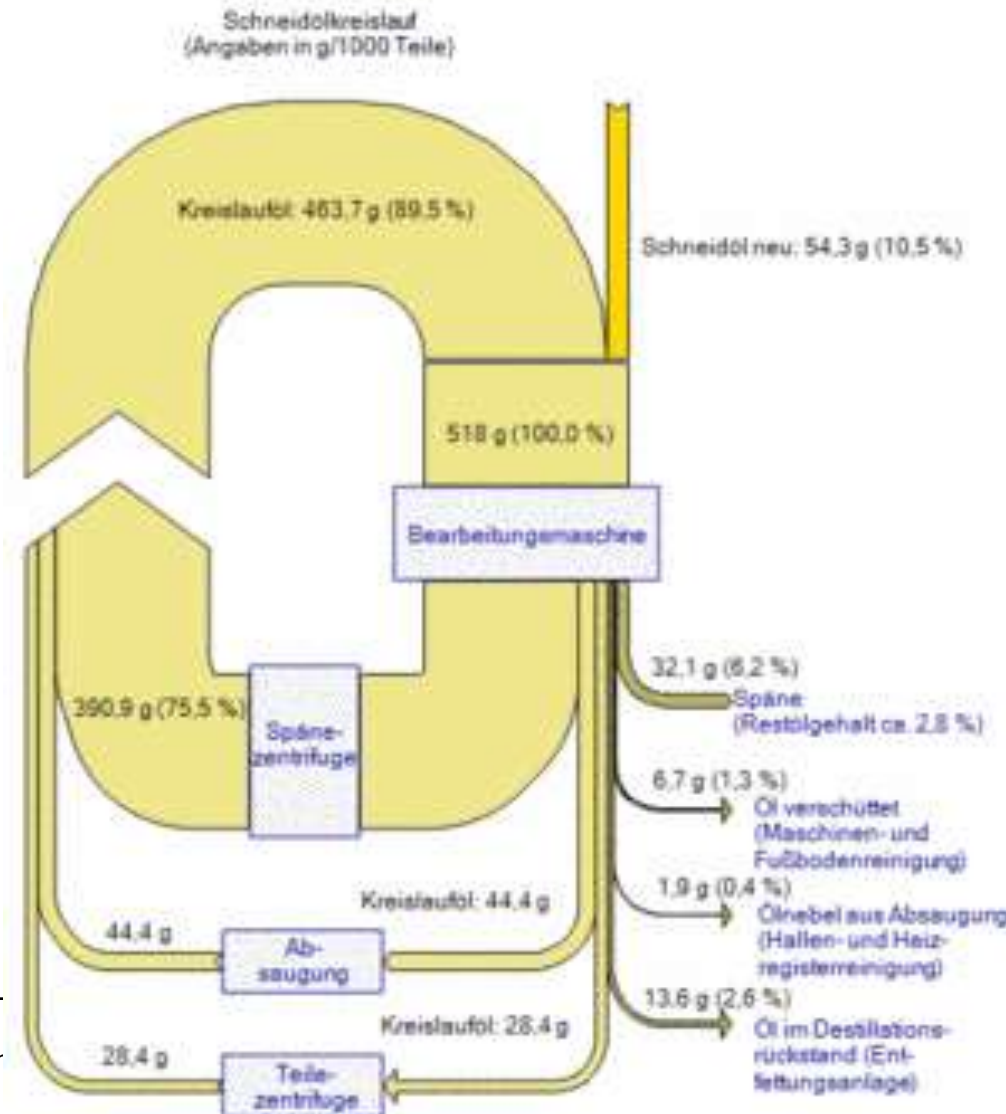 Schneidölkreislauf
(Angaben in g/1000 Teile)
Kreislauföl: 463,7 g (89,5 %)
Schneidöl neu: 54,3 g (10,5 %)
518 g (100,0 %)
Bearbeitungsmaschine
32,1 g (6,2 %)
Späne
(Restölgehalt ca. 2,8 %)
390,9 g (75,5 %)
Späne-
zentrifuge
6,7 g (1,3 %)
Öl verschüttet
(Maschinen- und
Fußbodenreinigung)
1,9 g (0,4 %)
Ölnebel aus Absaugung
(Hallen- und Heiz-
registerreinigung)
Kreislauföl: 44,4 g
44,4 g
Ab-
saugung
13,6 g (2,6 %)
Öl im Destillations-
rückstand (Ent-
fettungsanlage)
Kreislauföl: 28,4 g
28,4 g
Teile-
zentrifuge